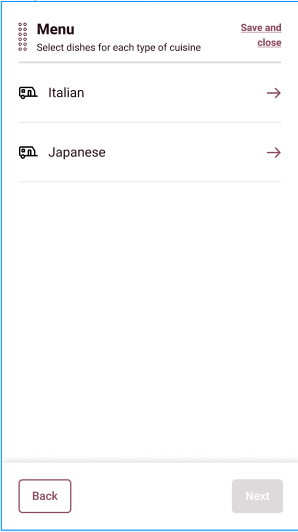 Menu
Save and
close
Select dishes for each type of cuisine
Italian
Japanese
Back
Next